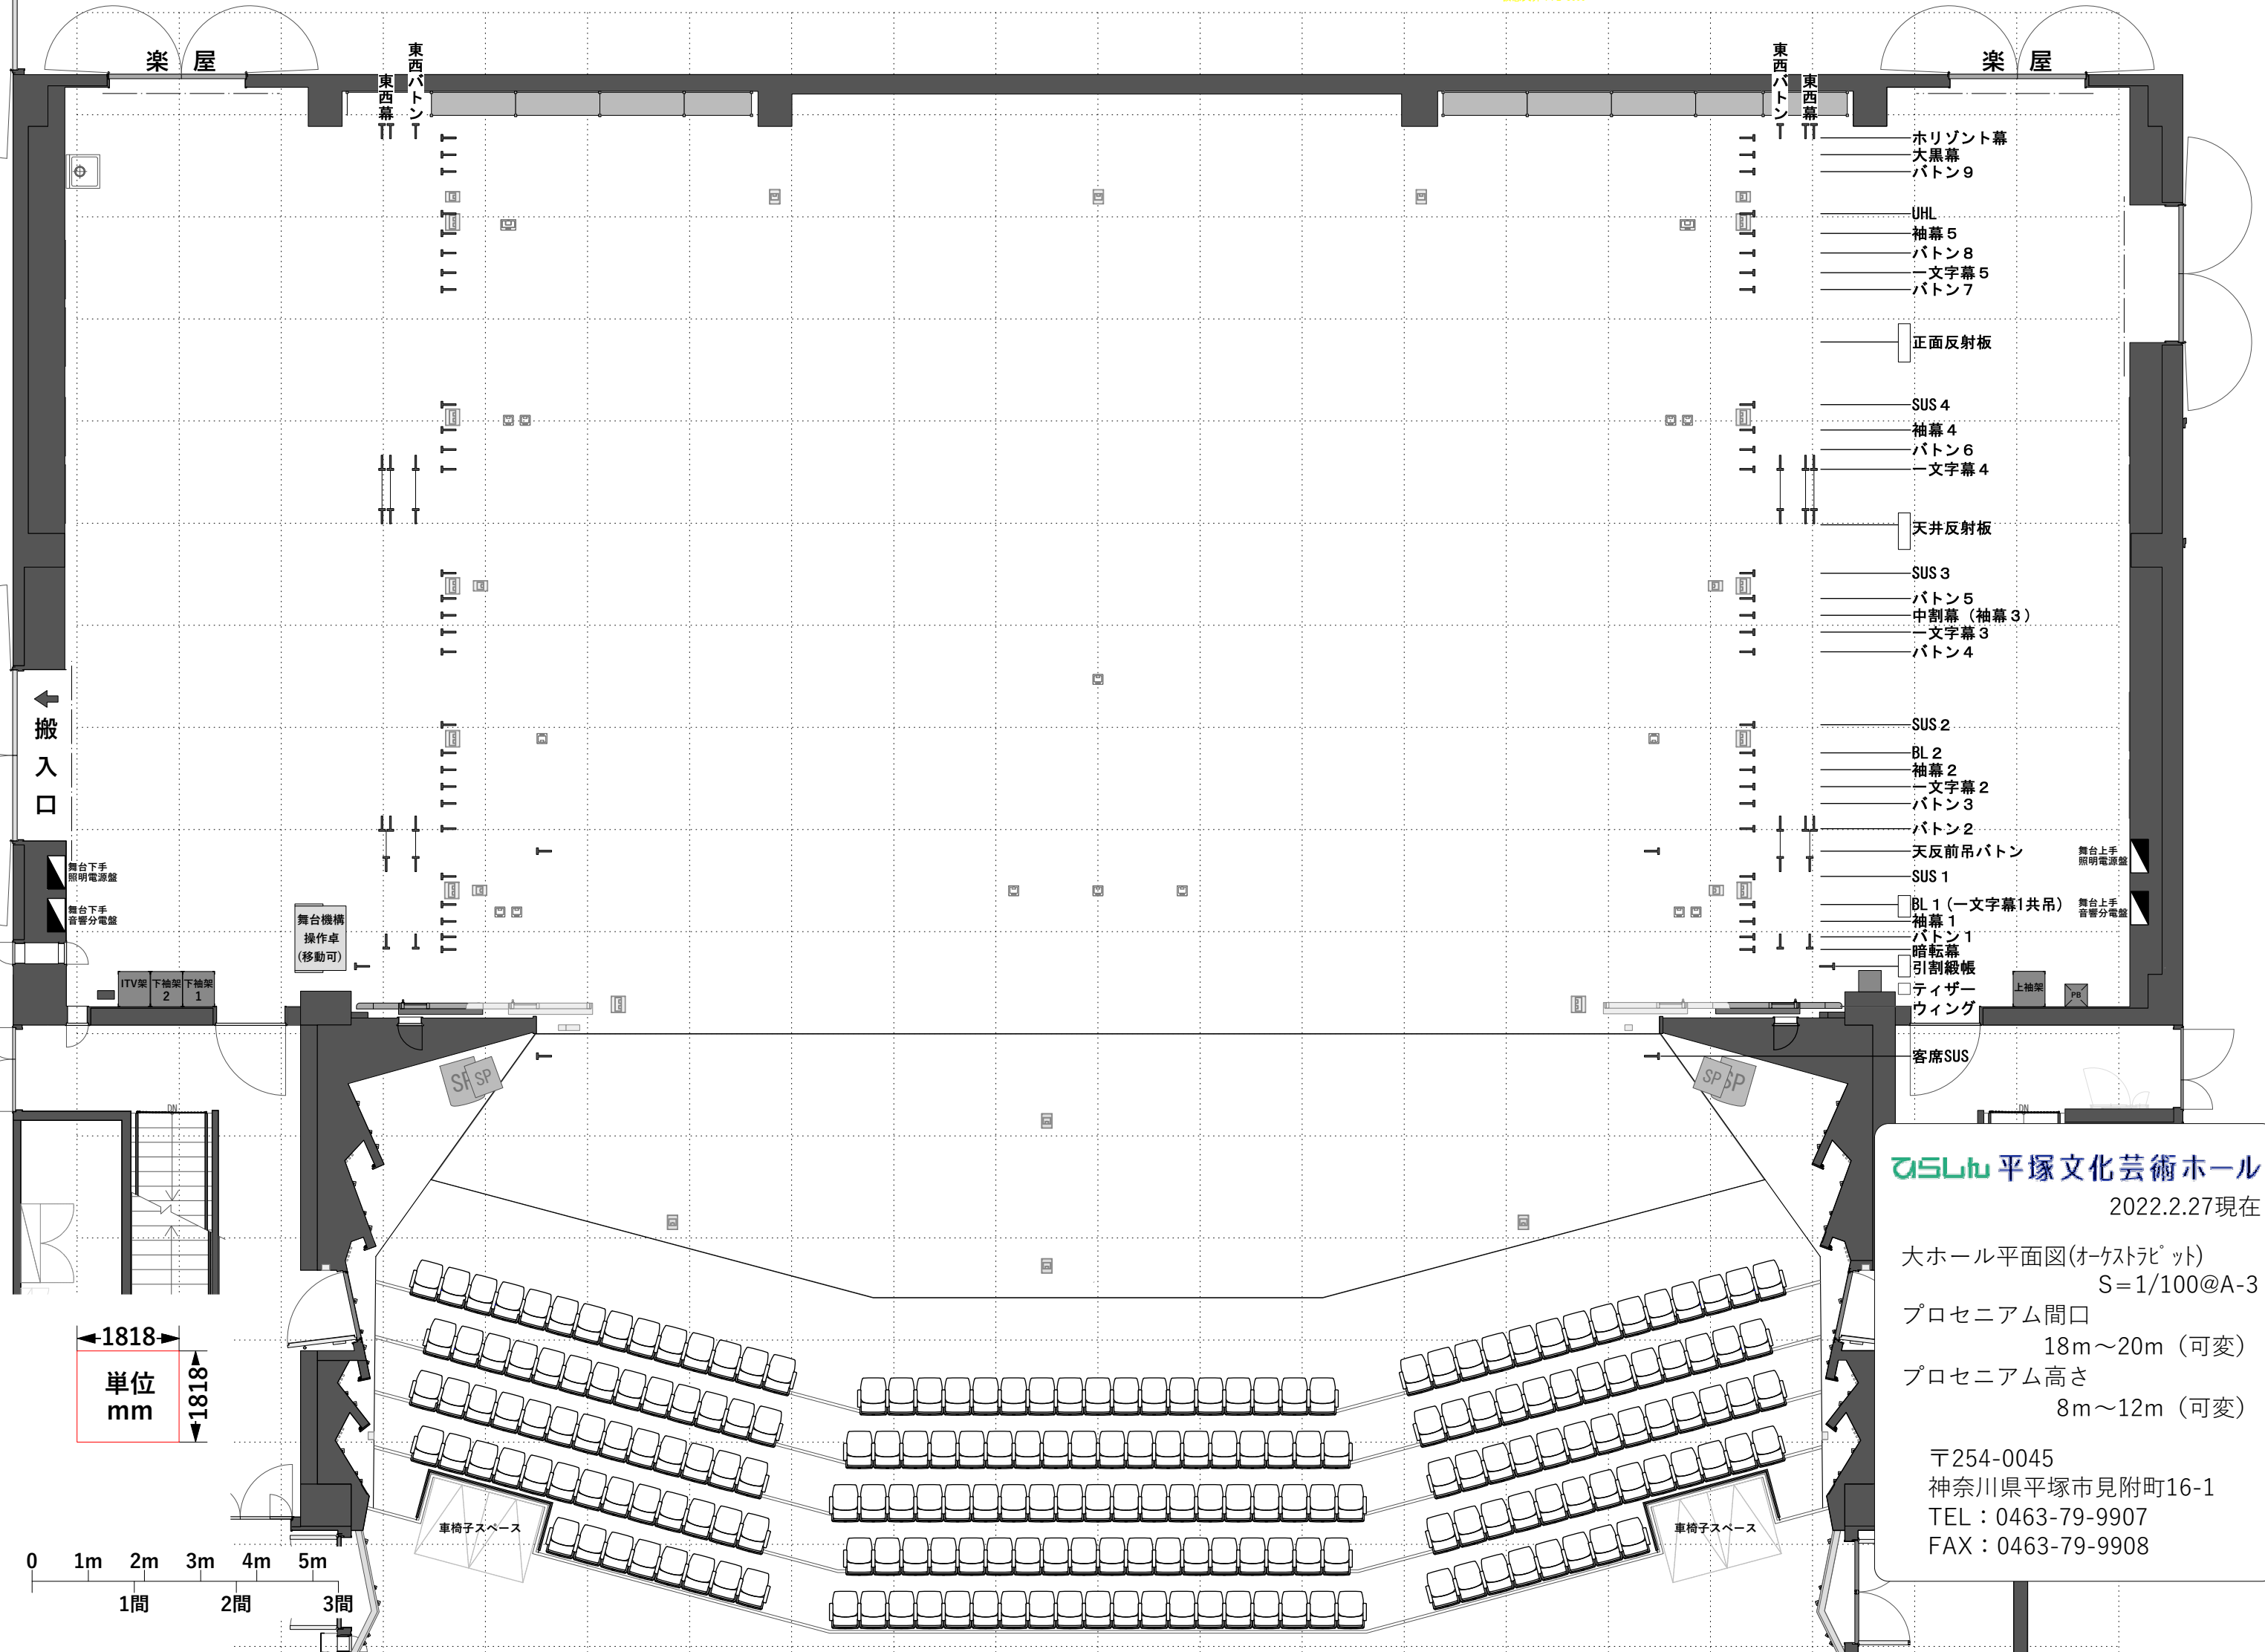 楽屋
東西幕
東西バトン
東西バトン
東西幕
楽屋
ホリゾント幕
大黒幕
バトン9
UHL
袖幕5
バトン8
一文字幕5
バトン7
正面反射板
SUS4
袖幕4
バトン6
一文字幕4
天井反射板
SUS3
バトン5
中割幕（袖幕3）
一文字幕3
バトン4
SUS2
BL2
袖幕2
一文字幕2
バトン3
バトン2
天反前吊バトン
SUS1
BL1(一文字幕1共吊)
袖幕1
バトン1
暗転幕
引割緞帳
ティザー
ウィング
客席SUS
搬入口
舞台下手
照明電源盤
舞台下手
音響分電盤
舞台上手
照明電源盤
舞台上手
音響分電盤
舞台機構
操作卓
(移動可)
ITV架
下袖架
2
下袖架
1
上袖架
PB
SP
SP
SP
SP
DN
DN
ひらしん 平塚文化芸術ホール
2022.2.27現在
大ホール平面図(ｵｰｹｽﾄﾗﾋﾟｯﾄ)
S=1/100@A-3
プロセニアム間口
18m～20m（可変）
プロセニアム高さ
8m～12m（可変）
〒254-0045
神奈川県平塚市見附町16-1
TEL：0463-79-9907
FAX：0463-79-9908
1818
単位
mm
1818
車椅子スペース
車椅子スペース
0 1m 2m 3m 4m 5m
1間 2間 3間